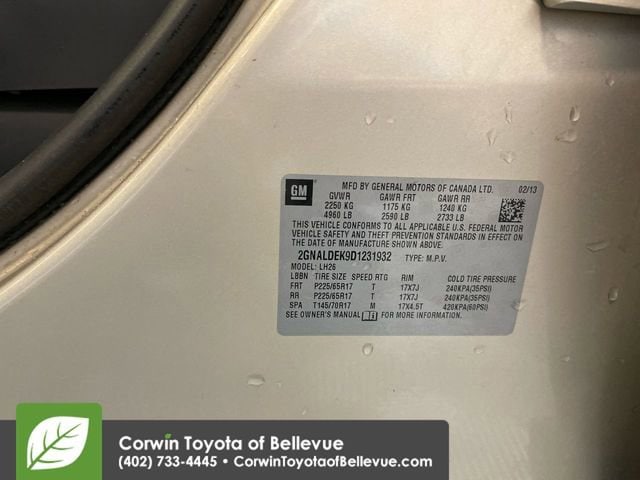 GM
MFD BY GENERAL MOTORS OF CANADA LTD. 02/13
GVWR GAWR FRT GAWR RR
2250 KG 1175 KG 1240 KG
4960 LB 2590 LB 2733 LB
THIS VEHICLE CONFORMS TO ALL APPLICABLE U.S. FEDERAL MOTOR
VEHICLE SAFETY AND THEFT PREVENTION STANDARDS IN EFFECT ON
THE DATE OF MANUFACTURE SHOWN ABOVE.
2GNALDEK9D1231932 TYPE: M.P.V.
MODEL: LH26
LBBN TIRE SIZE SPEED RTG RIM COLD TIRE PRESSURE
FRT P225/65R17 T 17X7J 240KPA(35PSI)
RR P225/65R17 T 17X7J 240KPA(35PSI)
SPA T145/70R17 M 17X4.5T 420KPA(60PSI)
SEE OWNER'S MANUAL i FOR MORE INFORMATION
Corwin Toyota of Bellevue
(402) 733-4445 • CorwinToyotaofBellevue.com